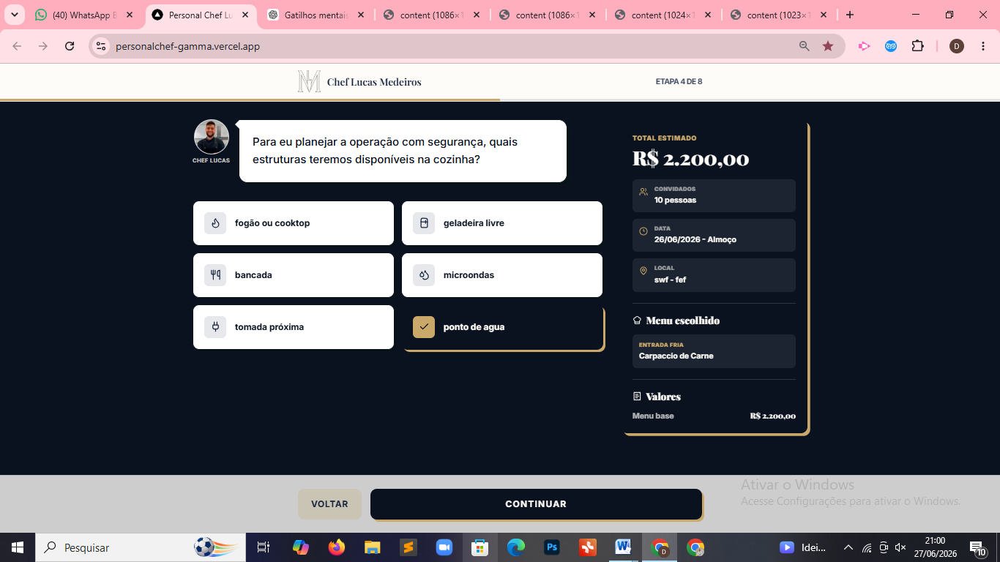 (40) WhatsApp B
Personal Chef Lu
Gatilhos mentais
content (1086×1
content (1086×1
content (1024×1
content (1023×1
personalchef-gamma.vercel.app
D
Chef Lucas Medeiros
ETAPA 4 DE 8
CHEF LUCAS
Para eu planejar a operação com segurança, quais
estruturas teremos disponíveis na cozinha?
fogão ou cooktop
geladeira livre
bancada
microondas
tomada próxima
ponto de agua
TOTAL ESTIMADO
R$ 2.200,00
CONVIDADOS
10 pessoas
DATA
26/06/2026 - Almoço
LOCAL
swf - fef
Menu escolhido
ENTRADA FRIA
Carpaccio de Carne
Valores
Menu base
R$ 2.200,00
VOLTAR
CONTINUAR
Ativar o Windows
Acesse Configurações para ativar o Windows.
Pesquisar
Ps
W
D
Idei...
21:00
27/06/2026
10